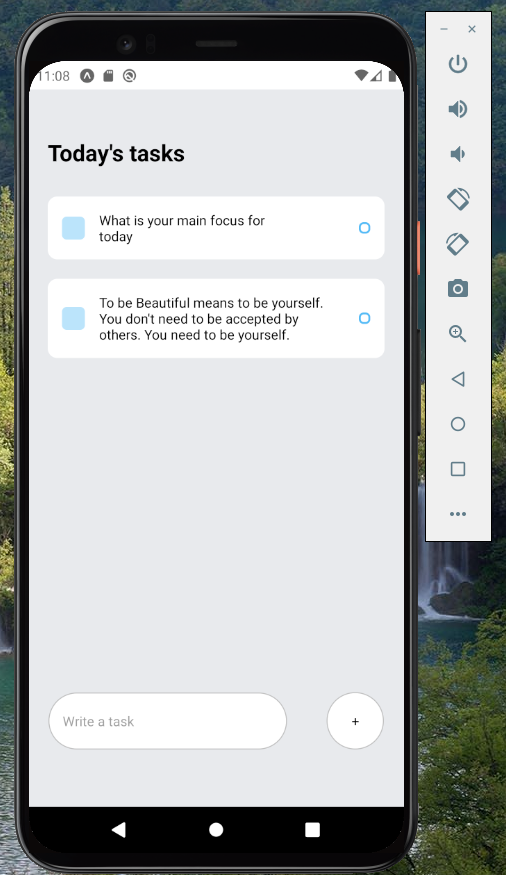 11:08
Today's tasks
What is your main focus for
today
To be Beautiful means to be yourself.
You don't need to be accepted by
others. You need to be yourself.
Write a task
+